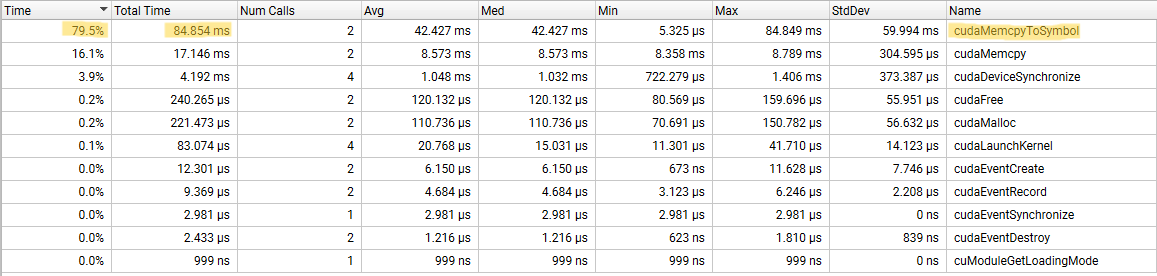 Time Total Time Num Calls Avg Med Min Max StdDev Name
79.5% 84.854 ms 2 42.427 ms 42.427 ms 5.325 μs 84.849 ms 59.994 ms cudaMemcpyToSymbol
16.1% 17.146 ms 2 8.573 ms 8.573 ms 8.358 ms 8.789 ms 304.595 μs cudaMemcpy
3.9% 4.192 ms 4 1.048 ms 1.032 ms 722.279 μs 1.406 ms 373.387 μs cudaDeviceSynchronize
0.2% 240.265 μs 2 120.132 μs 120.132 μs 80.569 μs 159.696 μs 55.951 μs cudaFree
0.2% 221.473 μs 2 110.736 μs 110.736 μs 70.691 μs 150.782 μs 56.632 μs cudaMalloc
0.1% 83.074 μs 4 20.768 μs 15.031 μs 11.301 μs 41.710 μs 14.123 μs cudaLaunchKernel
0.0% 12.301 μs 2 6.150 μs 6.150 μs 673 ns 11.628 μs 7.746 μs cudaEventCreate
0.0% 9.369 μs 2 4.684 μs 4.684 μs 3.123 μs 6.246 μs 2.208 μs cudaEventRecord
0.0% 2.981 μs 1 2.981 μs 2.981 μs 2.981 μs 2.981 μs 0 ns cudaEventSynchronize
0.0% 2.433 μs 2 1.216 μs 1.216 μs 623 ns 1.810 μs 839 ns cudaEventDestroy
0.0% 999 ns 1 999 ns 999 ns 999 ns 999 ns 0 ns cuModuleGetLoadingMode